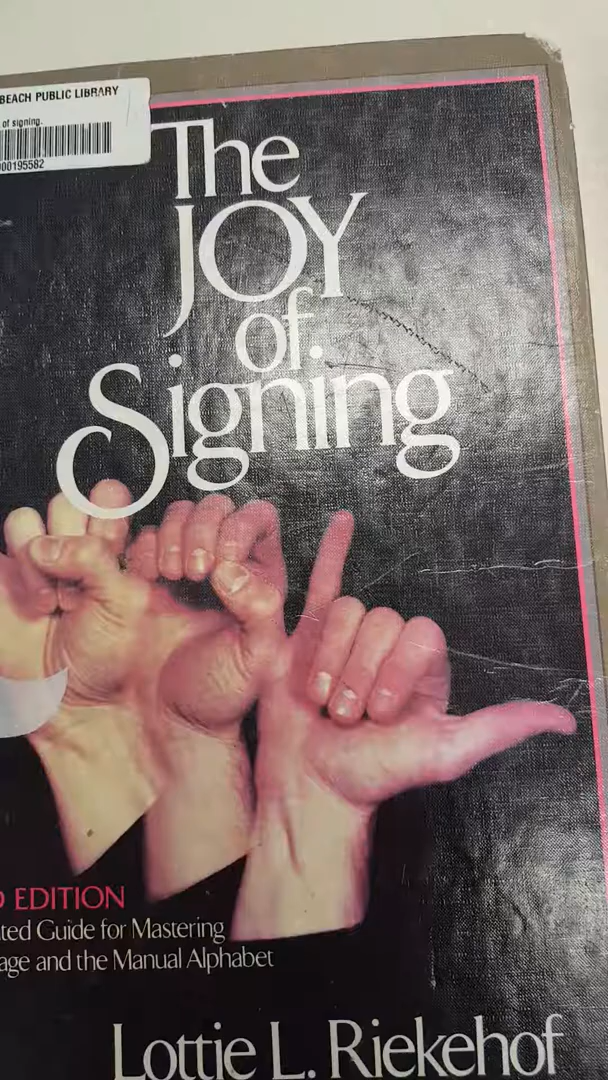 BEACH PUBLIC LIBRARY
of signing.
00195582
The
JOY
of
Signing
D EDITION
ted Guide for Mastering
age and the Manual Alphabet
Lottie L. Riekehof